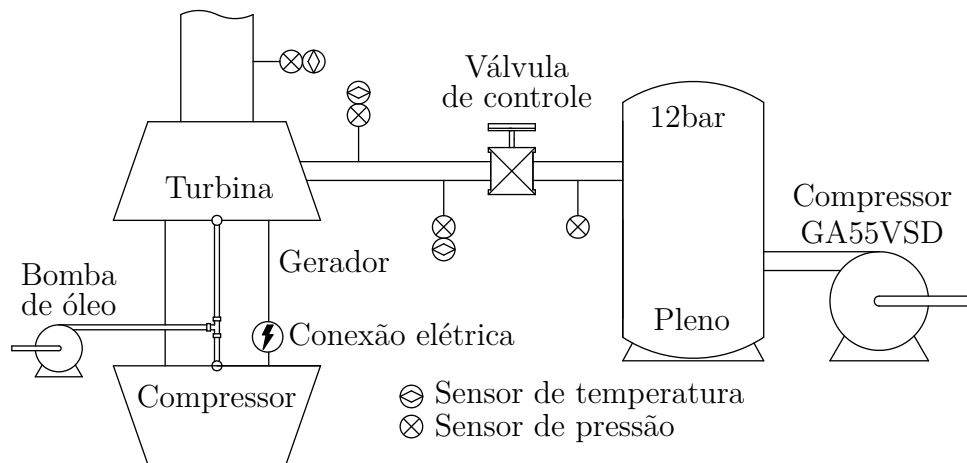 Válvula
de controle
12bar
Turbina
Compressor
GA55VSD
Gerador
Bomba
de óleo
Pleno
Conexão elétrica
Compressor
Sensor de temperatura
Sensor de pressão